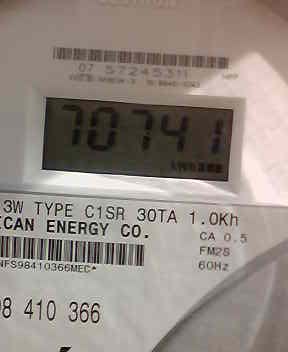 07 57245311
70741
3W TYPE C1SR 30TA 1.0Kh
ICAN ENERGY CO.
CA 0.5
FM2S
60Hz
NFS98410366MEC*
98 410 366